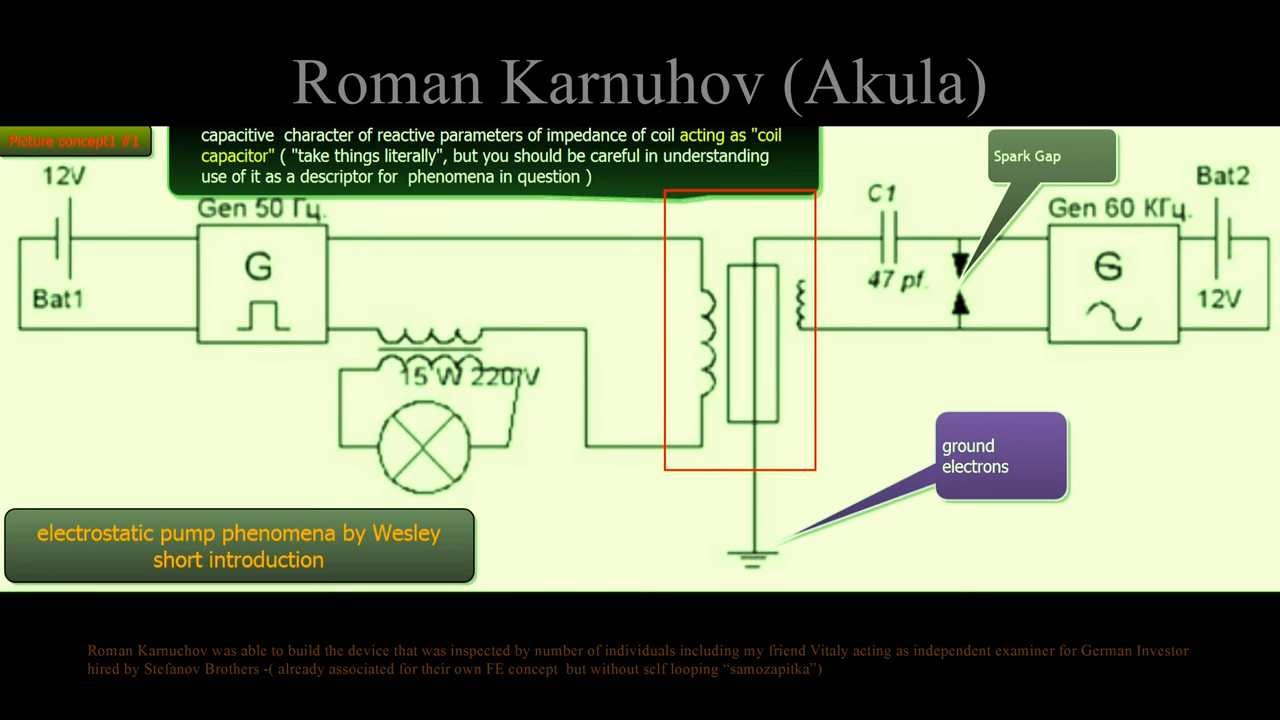 Roman Karnuhov (Akula)
Picture concept1 #1
capacitive character of reactive parameters of impedance of coil acting as "coil
capacitor" ( "take things literally", but you should be careful in understanding
use of it as a descriptor for phenomena in question )
Spark Gap
12V
Gen 50 Гц.
C1
Gen 60 КГц.
Bat2
G
G
Bat1
47 pf.
12V
15 W 220 V
ground
electrons
electrostatic pump phenomena by Wesley
short introduction
Roman Karnuchov was able to build the device that was inspected by number of individuals including my friend Vitaly acting as independent examiner for German Investor
hired by Stefanov Brothers -( already associated for their own FE concept but without self looping “samozapitka”)